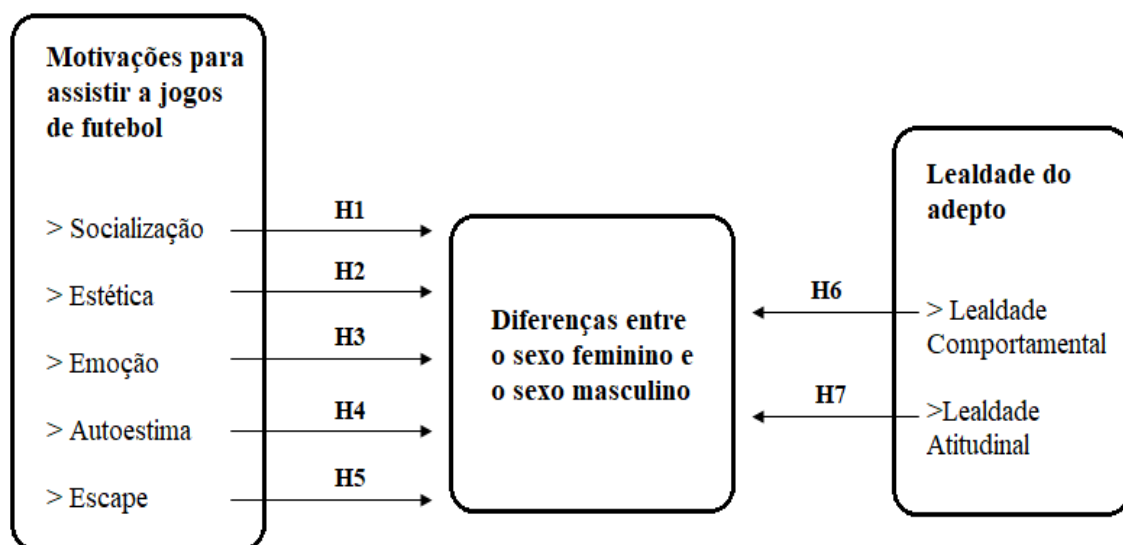 Motivações para
assistir a jogos
de futebol
> Socialização
> Estética
> Emoção
> Autoestima
> Escape
H1
H2
H3
H4
H5
Diferenças entre
o sexo feminino e
o sexo masculino
H6
H7
Lealdade do
adepto
> Lealdade
Comportamental
>Lealdade
Atitudinal